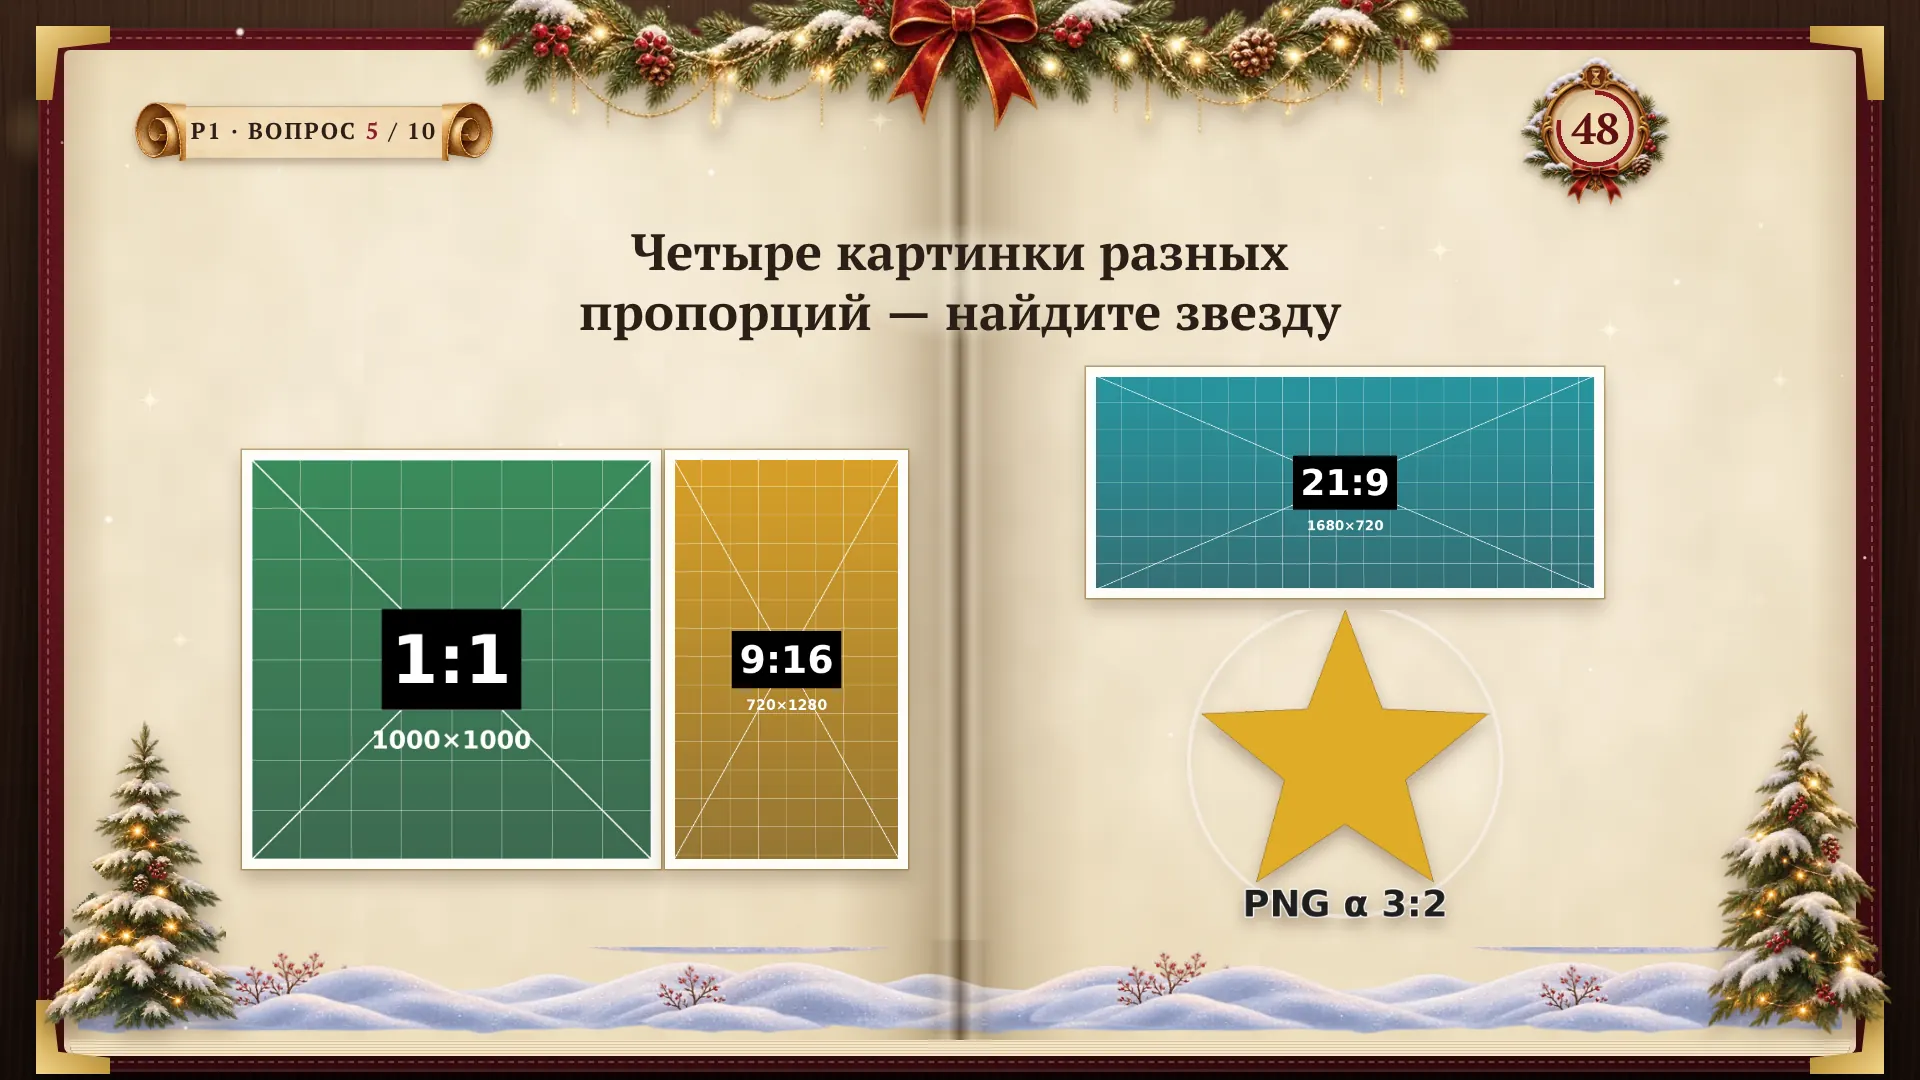 Р1 · ВОПРОС 5 / 10
48
Четыре картинки разных
пропорций — найдите звезду
1:1
1000×1000
9:16
720×1280
21:9
1680×720
PNG α 3:2